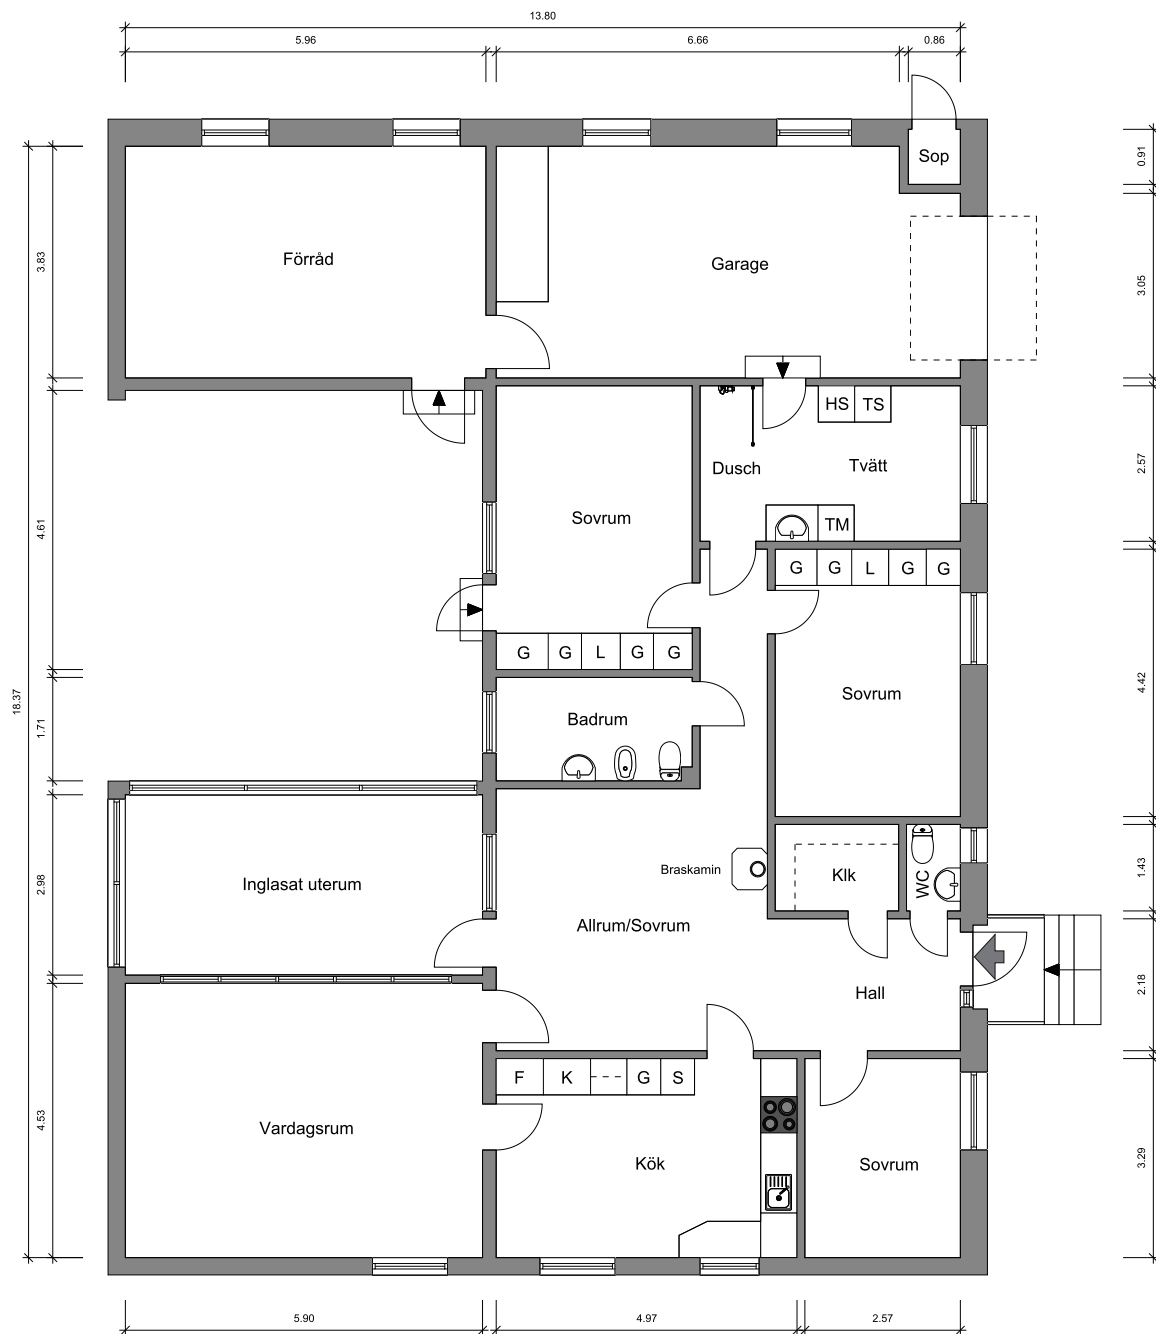 13.80
5.96 6.66 0.86
Sop
0.91
3.83
Förråd
Garage
3.05
HS TS
Dusch Tvätt
2.57
Sovrum
TM
4.61
G G L G G
G G L G G
18.37
1.71
Badrum
Sovrum
4.42
2.98
Inglasat uterum
Braskamin
Klk
WC
1.43
Allrum/Sovrum
Hall
2.18
F K G S
4.53
Vardagsrum
Kök
Sovrum
3.29
5.90 4.97 2.57